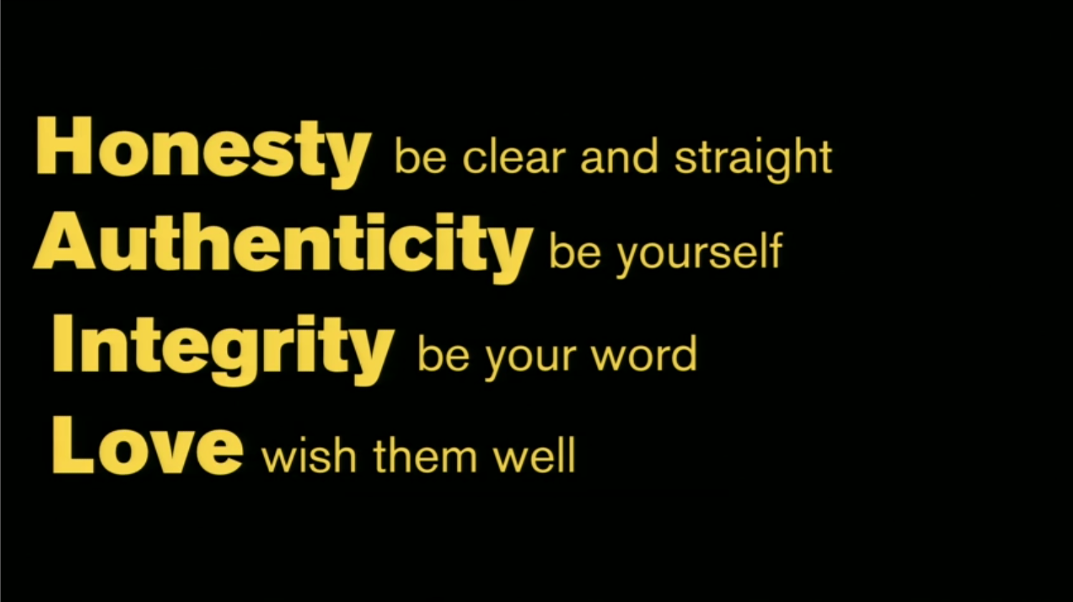 Honesty be clear and straight
Authenticity be yourself
Integrity be your word
Love wish them well